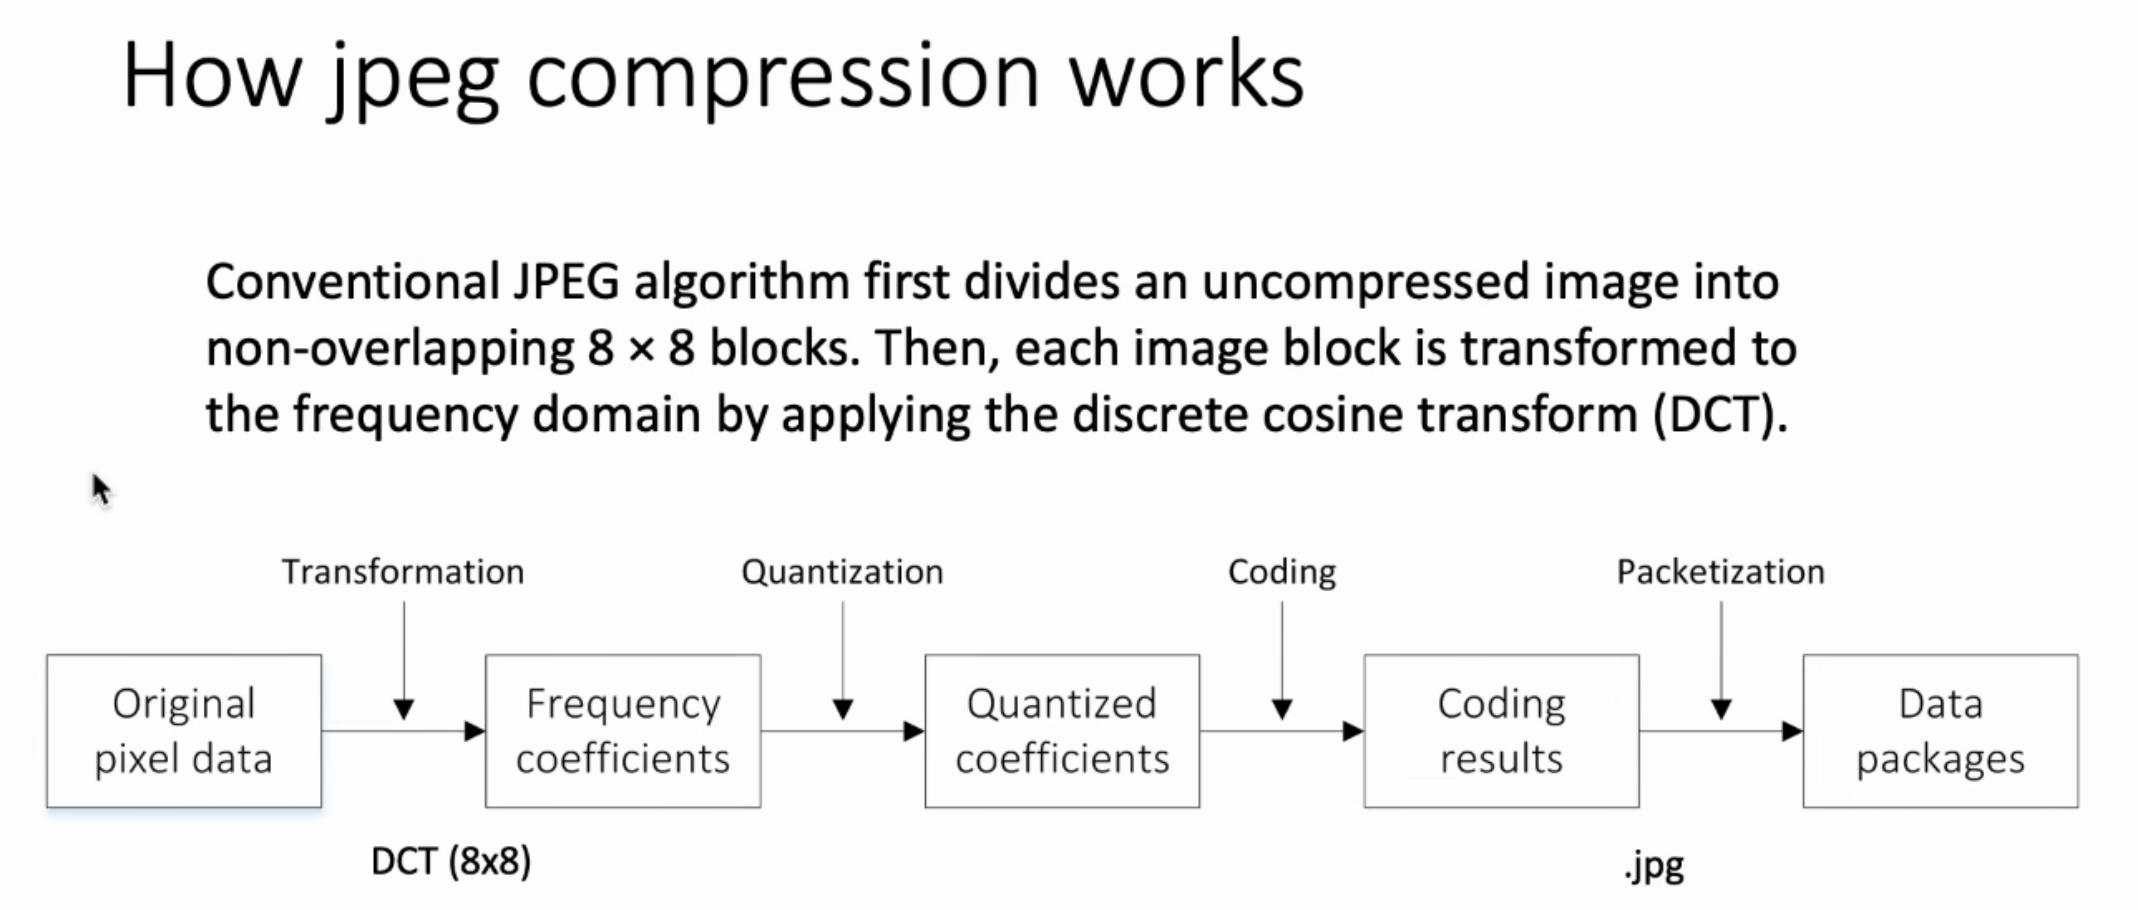 How jpeg compression works
Conventional JPEG algorithm first divides an uncompressed image into
non-overlapping 8 × 8 blocks. Then, each image block is transformed to
the frequency domain by applying the discrete cosine transform (DCT).
Transformation
Quantization
Coding
Packetization
Original
pixel data
Frequency
coefficients
Quantized
coefficients
Coding
results
Data
packages
DCT (8x8)
.jpg